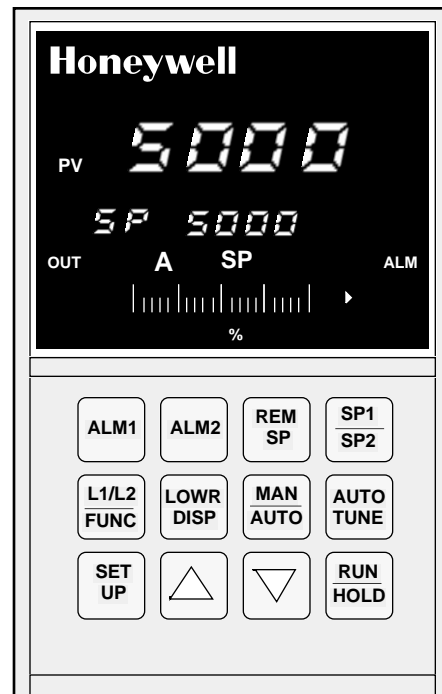 Honeywell
PV 5000
SP 5000
OUT A SP ALM
%
ALM1 ALM2 REM SP SP1 SP2
L1/L2 FUNC LOWR DISP MAN AUTO AUTO TUNE
SET UP RUN HOLD